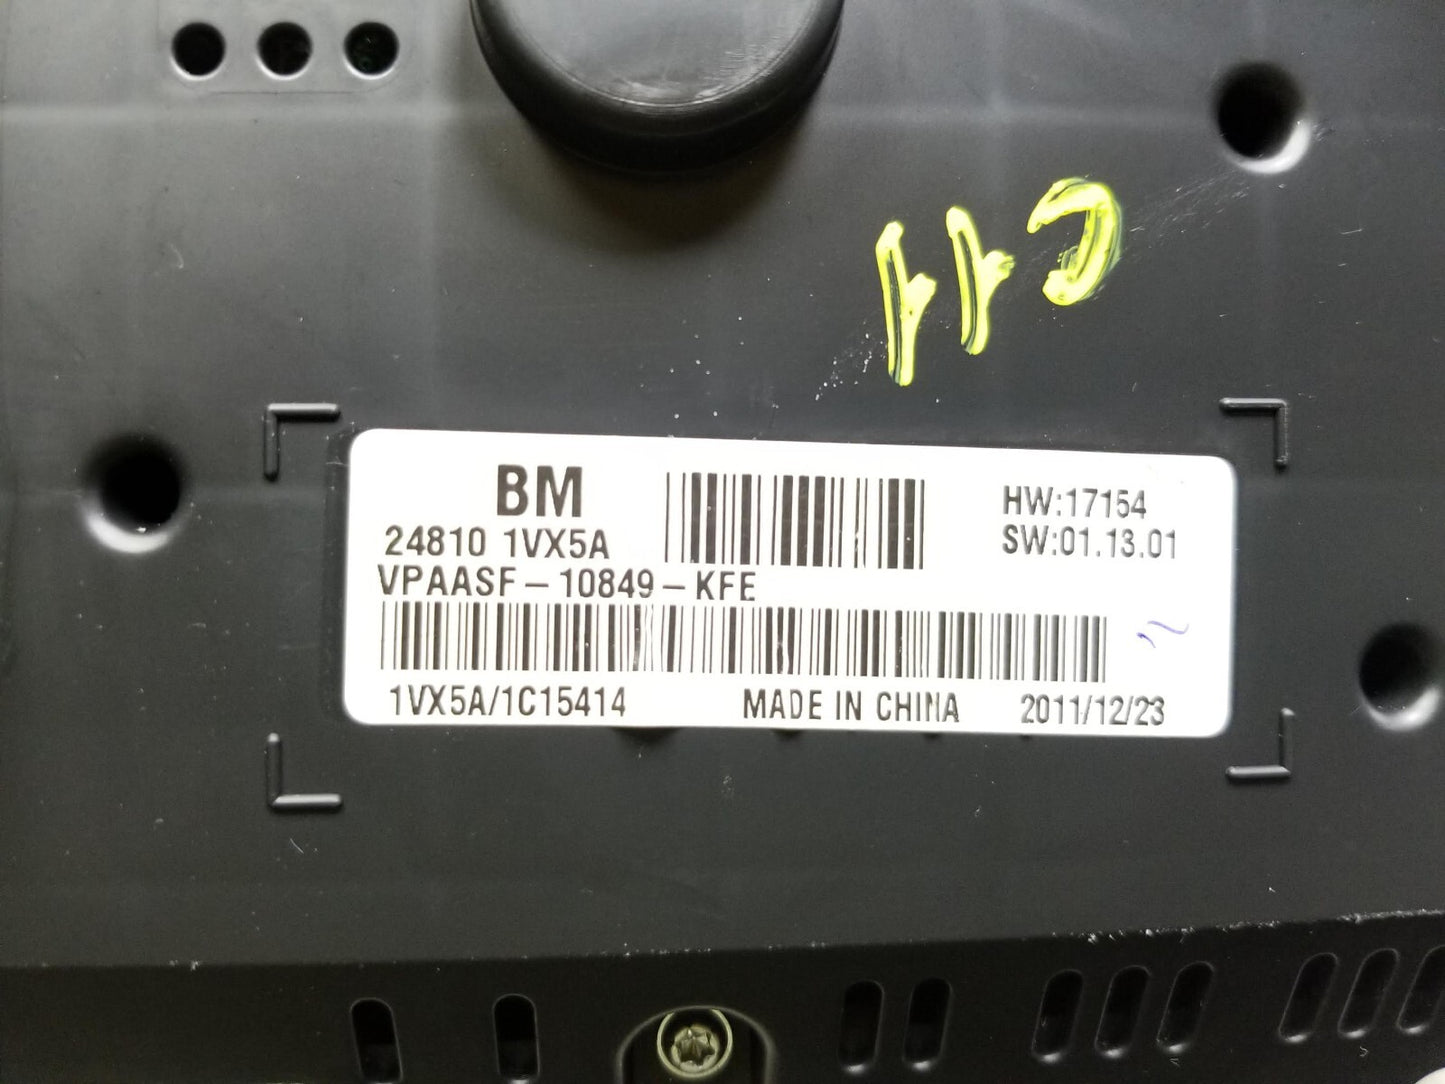 BM
24810 1VX5A
HW:17154
SW:01.13.01
VPAASF-10849-KFE
1VX5A/1C15414 MADE IN CHINA 2011/12/23